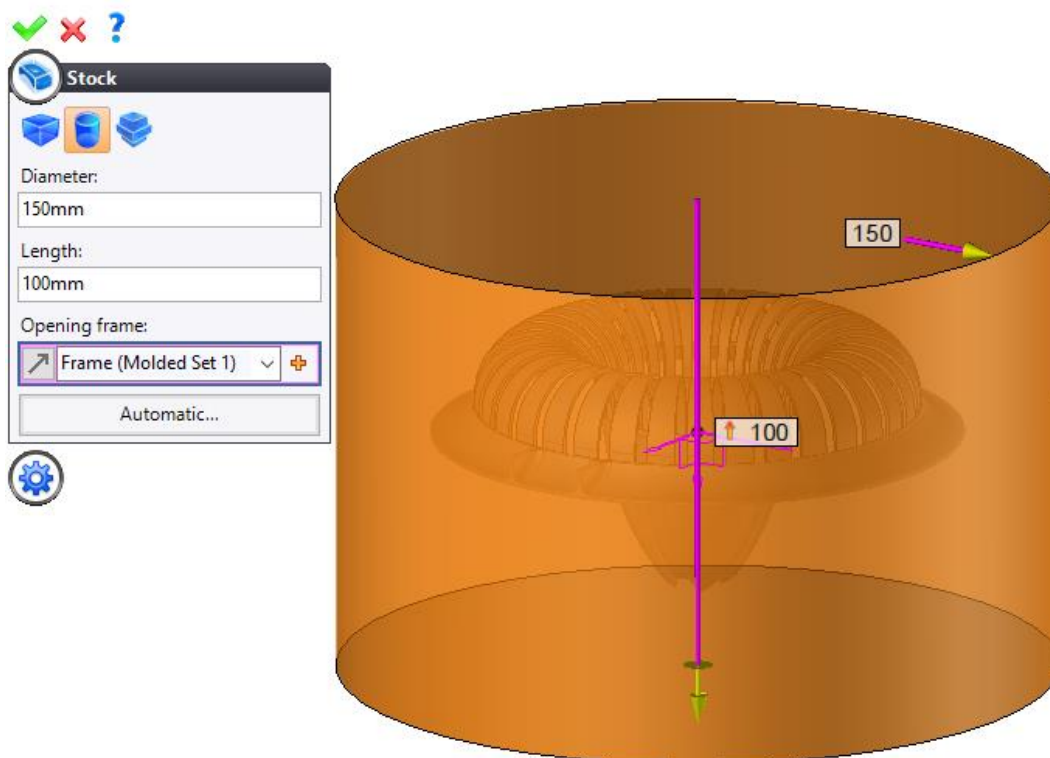 ?
Stock
Diameter:
150mm
Length:
100mm
Opening frame:
Frame (Molded Set 1)
Automatic...
150
100